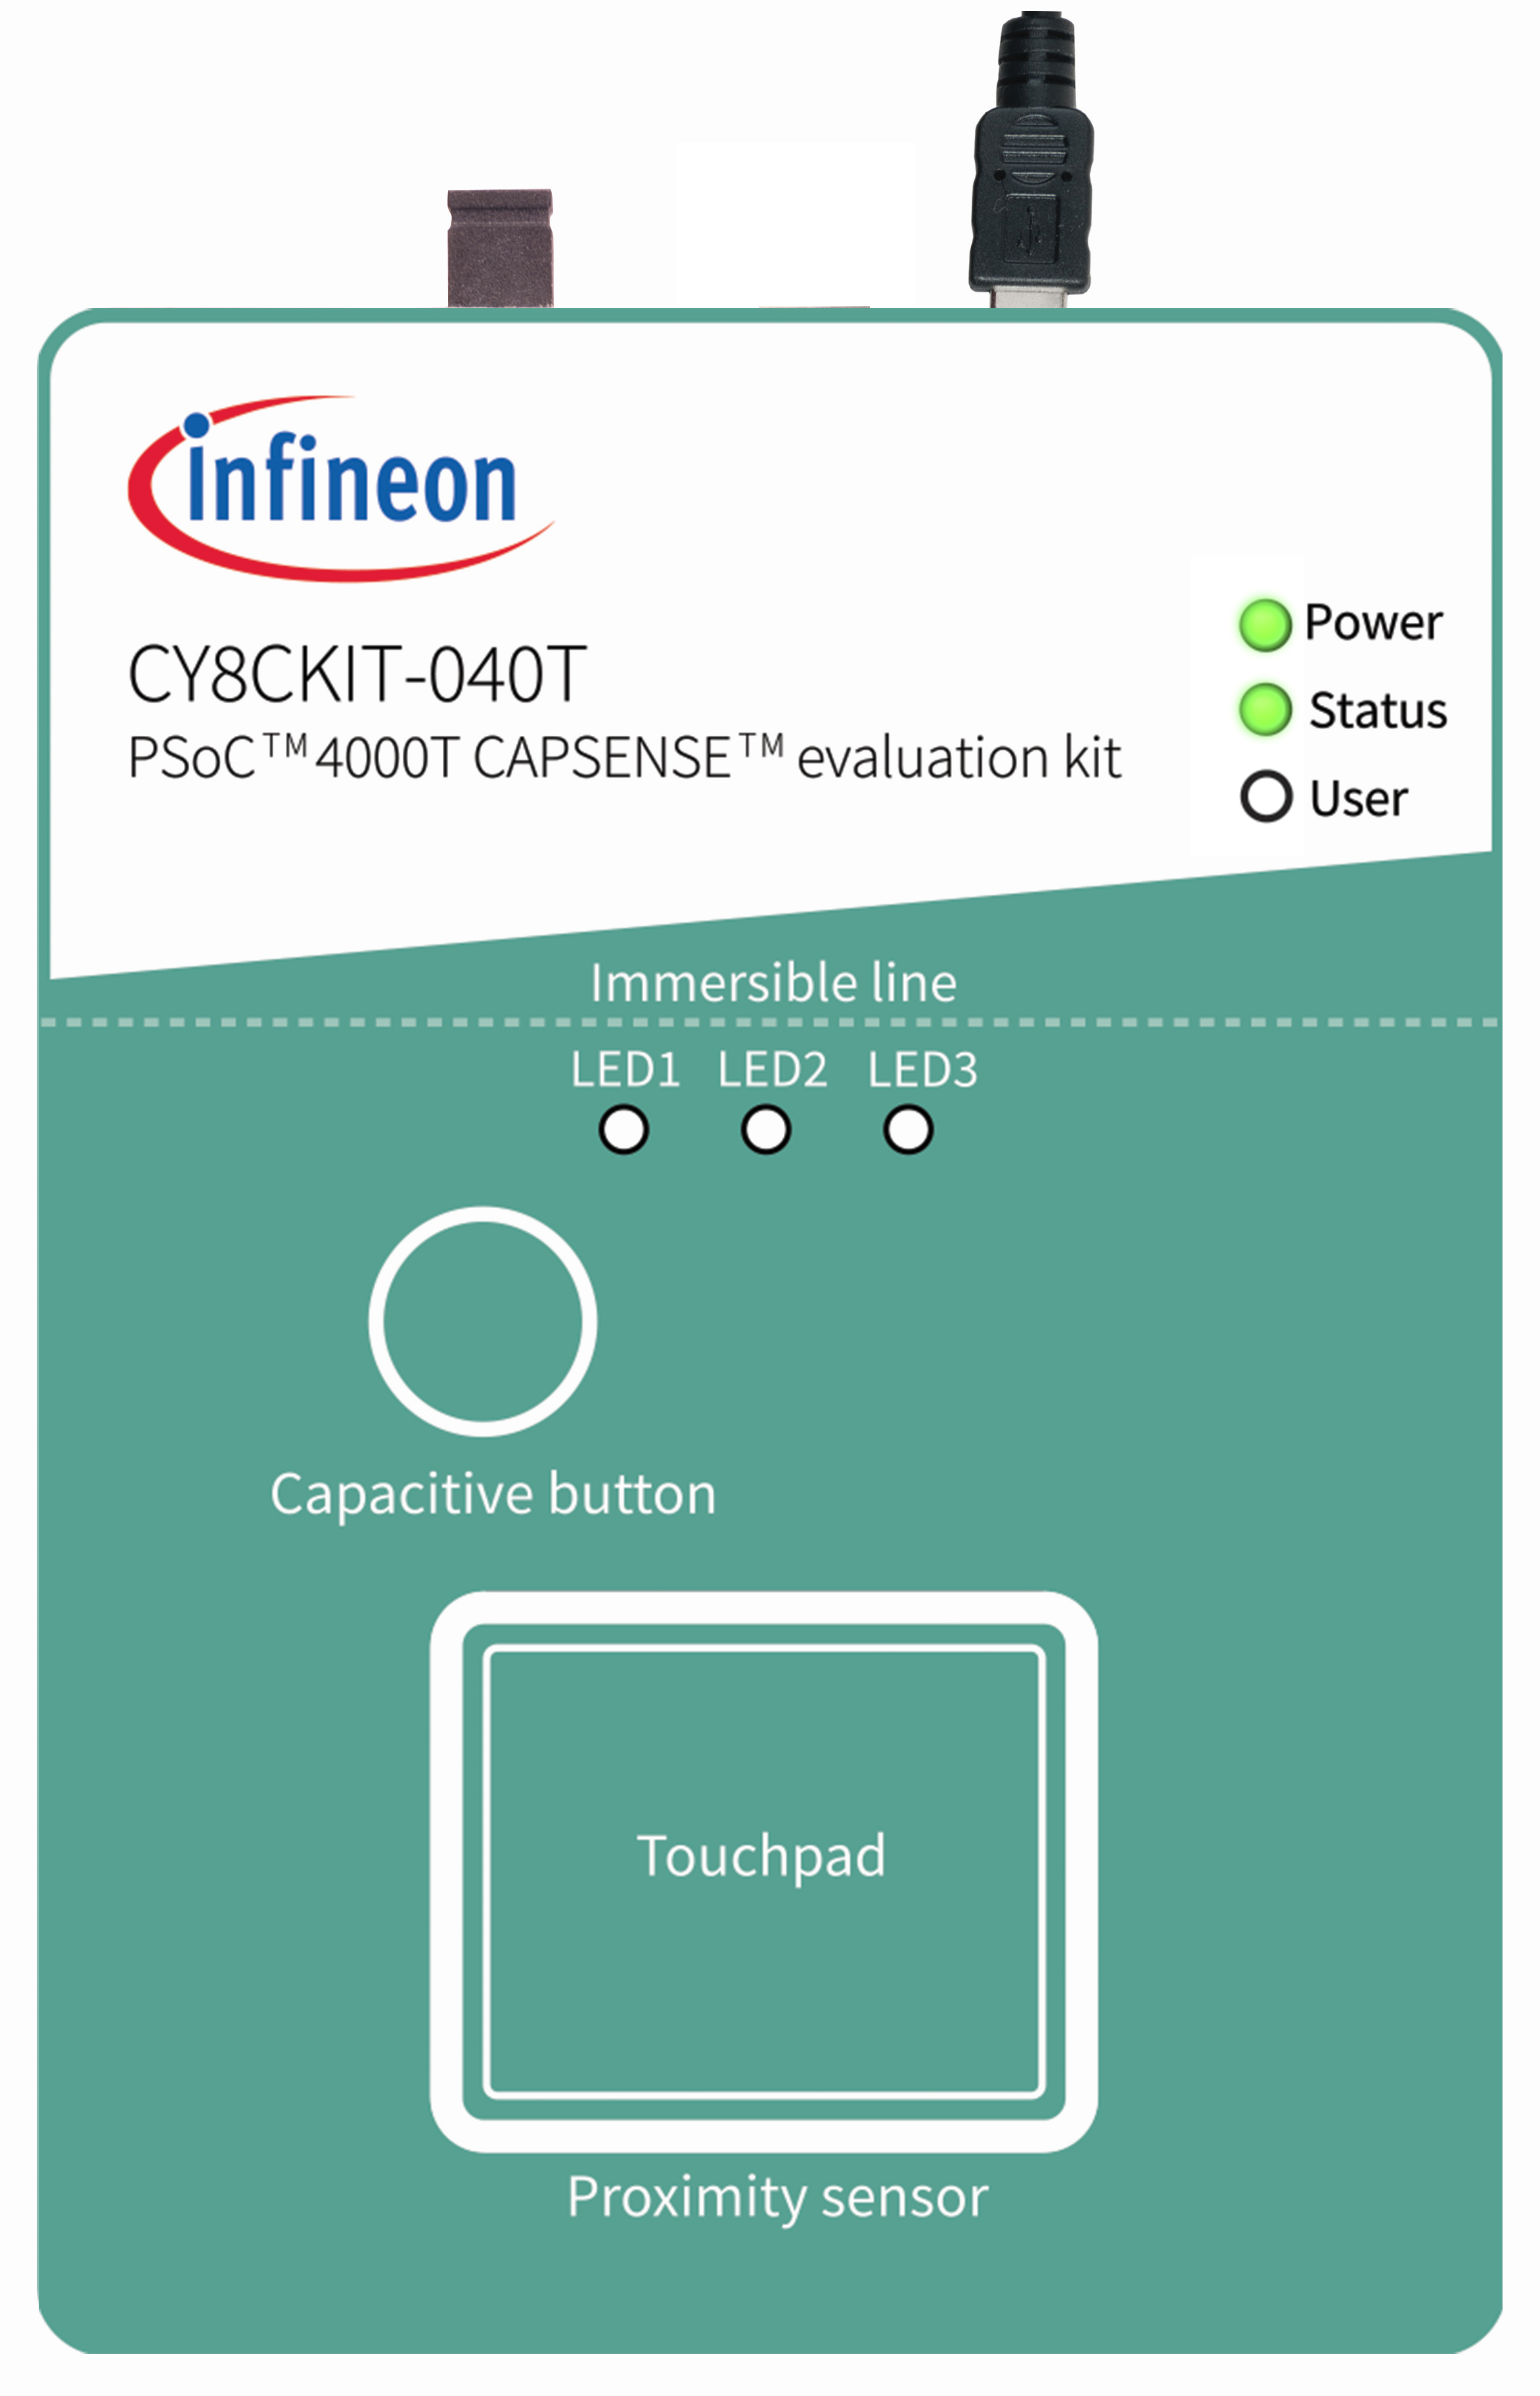 infineon
CY8CKIT-040T
PSoC™ 4000T CAPSENSE™ evaluation kit
Power
Status
User
Immersible line
LED1 LED2 LED3
Capacitive button
Touchpad
Proximity sensor